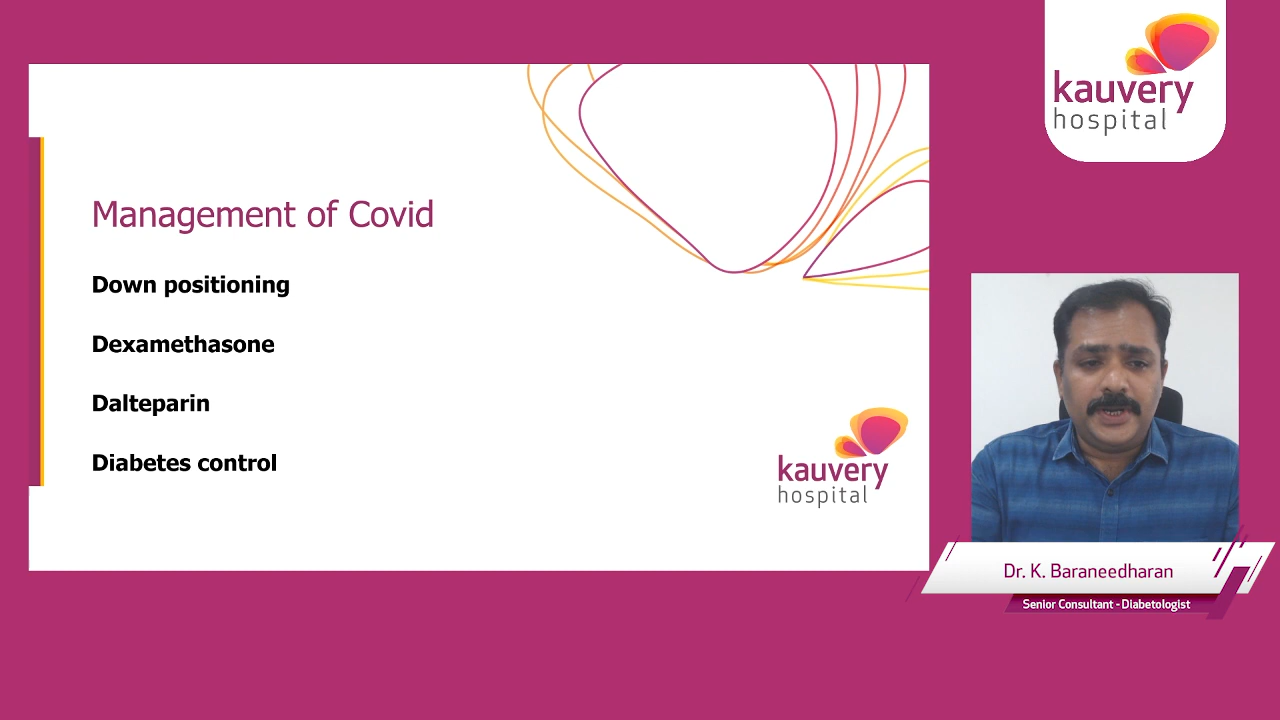 kauvery
hospital
Management of Covid
Down positioning
Dexamethasone
Dalteparin
Diabetes control
kauvery
hospital
Dr. K. Baraneedharan
Senior Consultant - Diabetologist